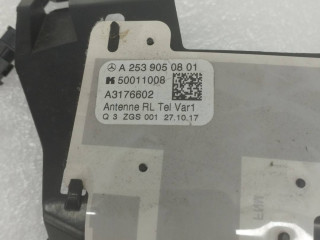 A 253 905 08 01
50011008
A3176602
Antenne RL Tel Var1
Q 3 ZGS 001 27.10.17